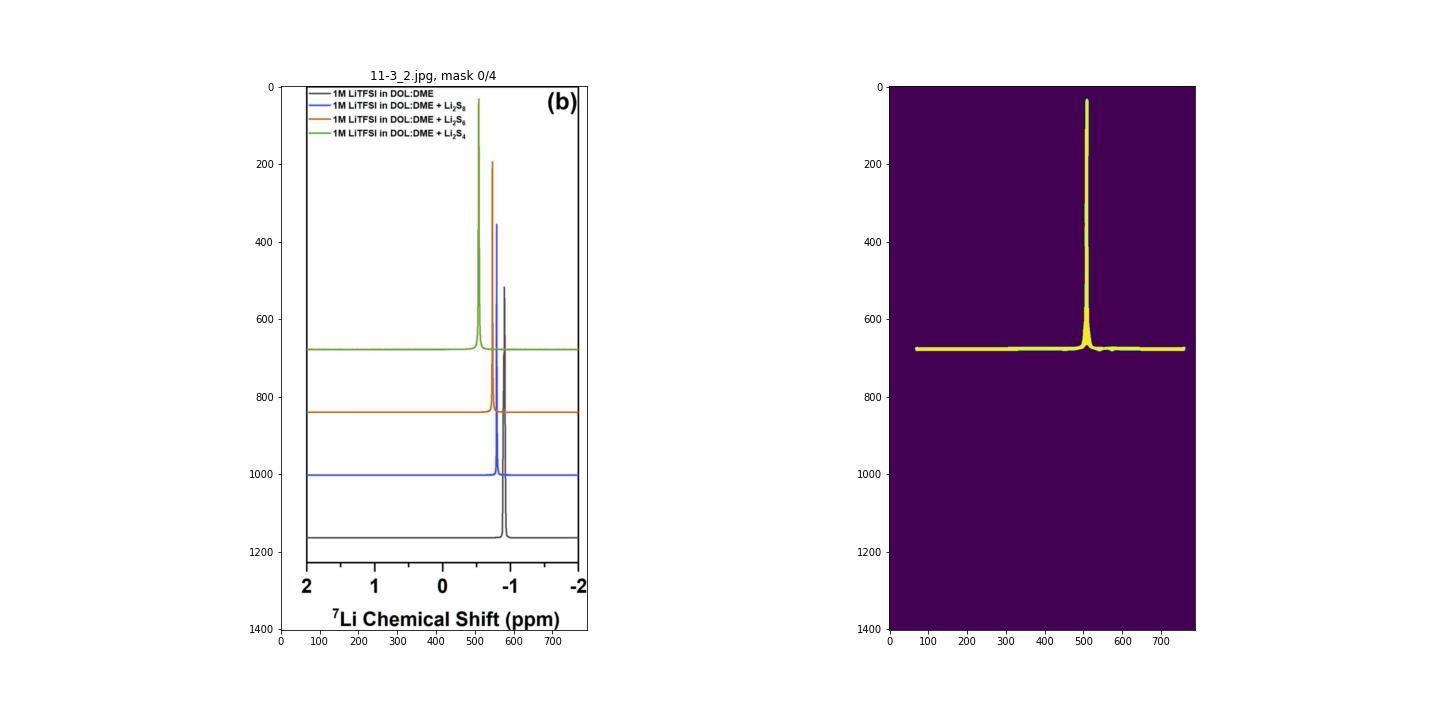 11-3_2.jpg, mask 0/4
1M LiTFSI in DOL:DME
1M LiTFSI in DOL:DME + Li₂S₈
1M LiTFSI in DOL:DME + Li₂S₆
1M LiTFSI in DOL:DME + Li₂S₄
(b)
0
200
400
600
800
1000
1200
1400
2 1 0 -1 -2
⁷Li Chemical Shift (ppm)
0 100 200 300 400 500 600 700
0
200
400
600
800
1000
1200
1400
0 100 200 300 400 500 600 700